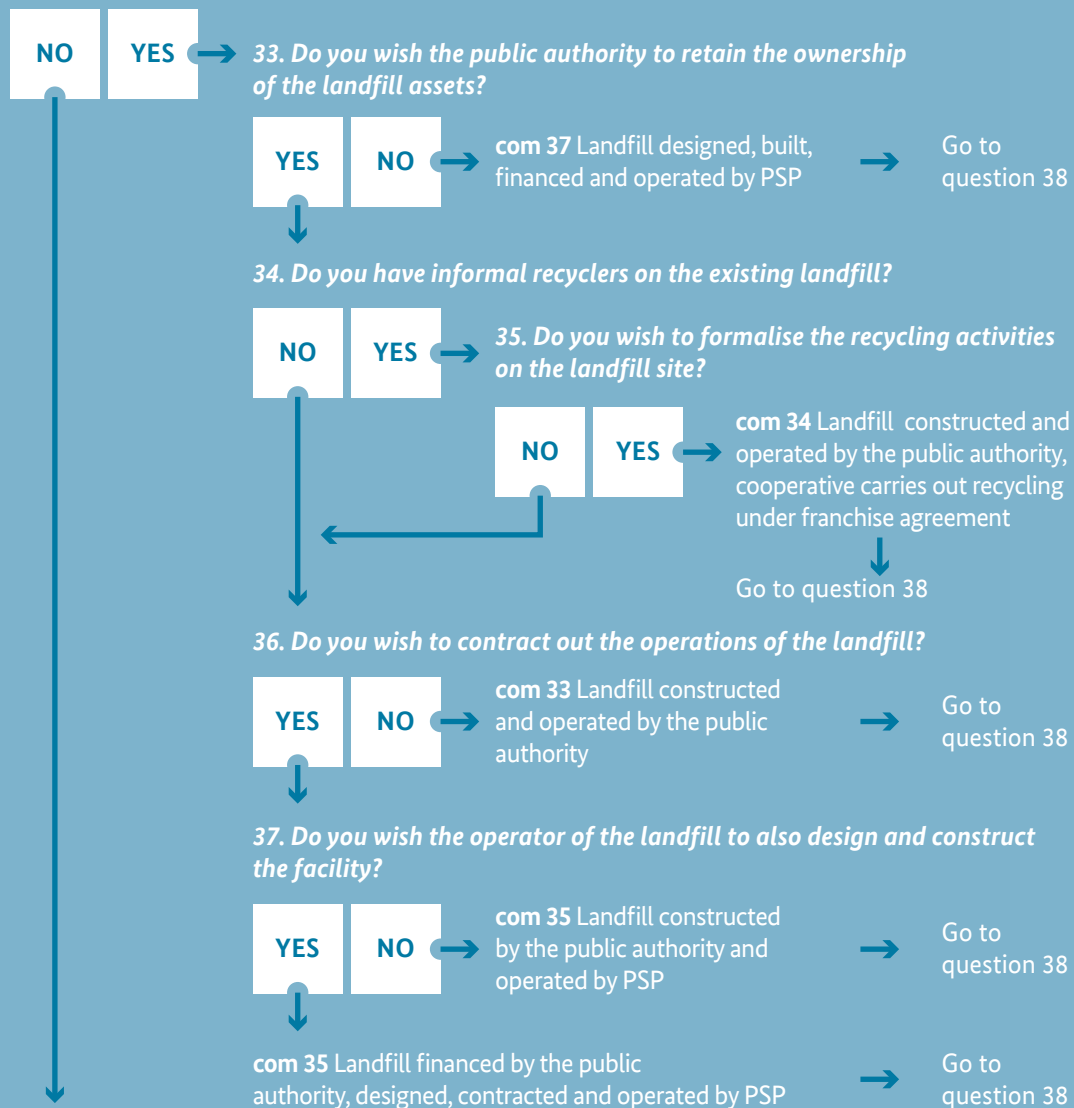 NO YES 33. Do you wish the public authority to retain the ownership
of the landfill assets?
YES NO com 37 Landfill designed, built,
financed and operated by PSP
Go to
question 38
34. Do you have informal recyclers on the existing landfill?
NO YES 35. Do you wish to formalise the recycling activities
on the landfill site?
NO YES com 34 Landfill constructed and
operated by the public authority,
cooperative carries out recycling
under franchise agreement
Go to question 38
36. Do you wish to contract out the operations of the landfill?
YES NO com 33 Landfill constructed
and operated by the public
authority
Go to
question 38
37. Do you wish the operator of the landfill to also design and construct
the facility?
YES NO com 35 Landfill constructed
by the public authority and
operated by PSP
Go to
question 38
com 35 Landfill financed by the public
authority, designed, contracted and operated by PSP
Go to
question 38